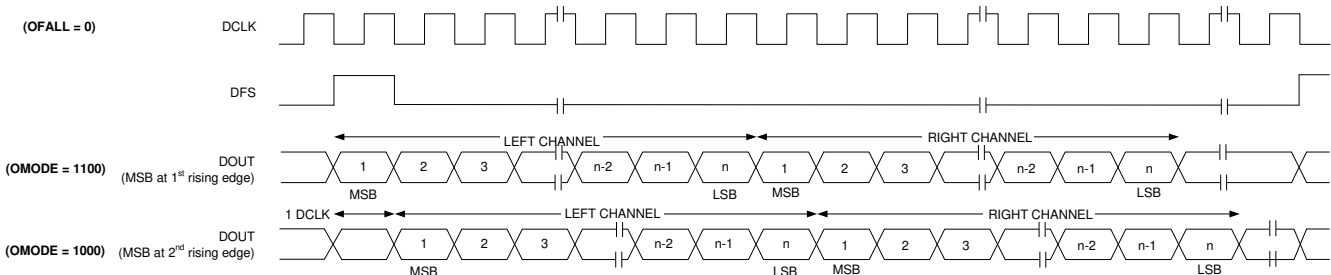 (OFALL = 0) DCLK
DFS
LEFT CHANNEL RIGHT CHANNEL
(OMODE = 1100) DOUT 1 2 3 n-2 n-1 n 1 2 3 n-2 n-1 n
(MSB at 1st rising edge)
MSB LSB MSB LSB
1 DCLK LEFT CHANNEL RIGHT CHANNEL
(OMODE = 1000) DOUT 1 2 3 n-2 n-1 n 1 2 3 n-2 n-1 n
(MSB at 2nd rising edge)
MSB LSB MSB LSB